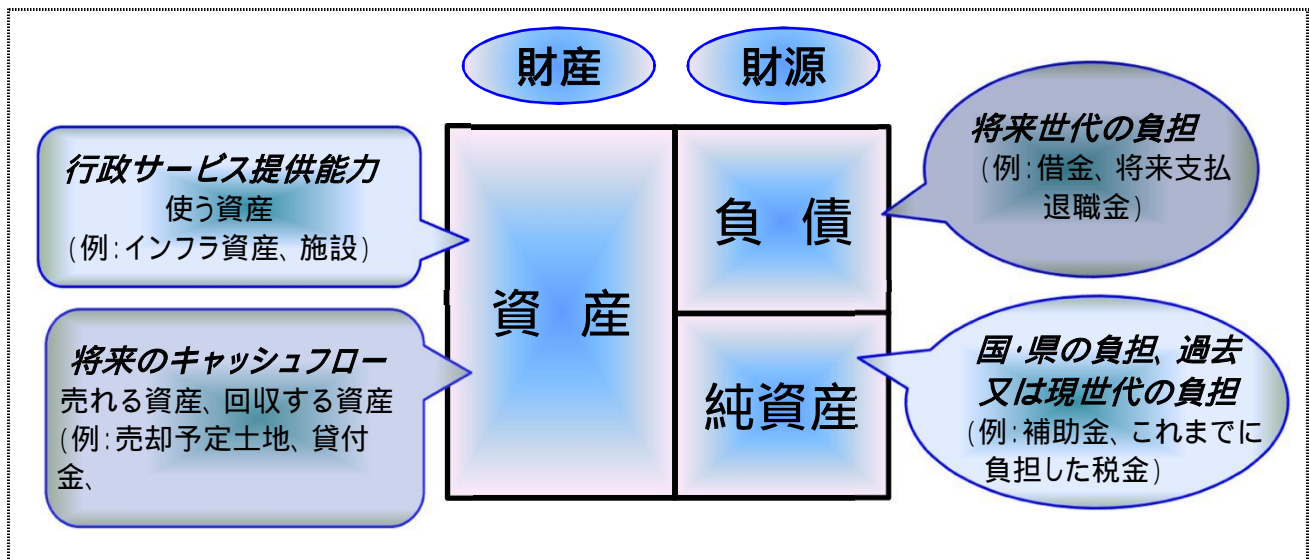 財産
財源
行政サービス提供能力
使う資産
(例:インフラ資産、施設)
将来のキャッシュフロー
売れる資産、回収する資産
(例:売却予定土地、貸付
金、
資 産
負 債
純資産
将来世代の負担
(例:借金、将来支払
退職金)
国・県の負担、過去
又は現世代の負担
(例:補助金、これまでに
負担した税金)